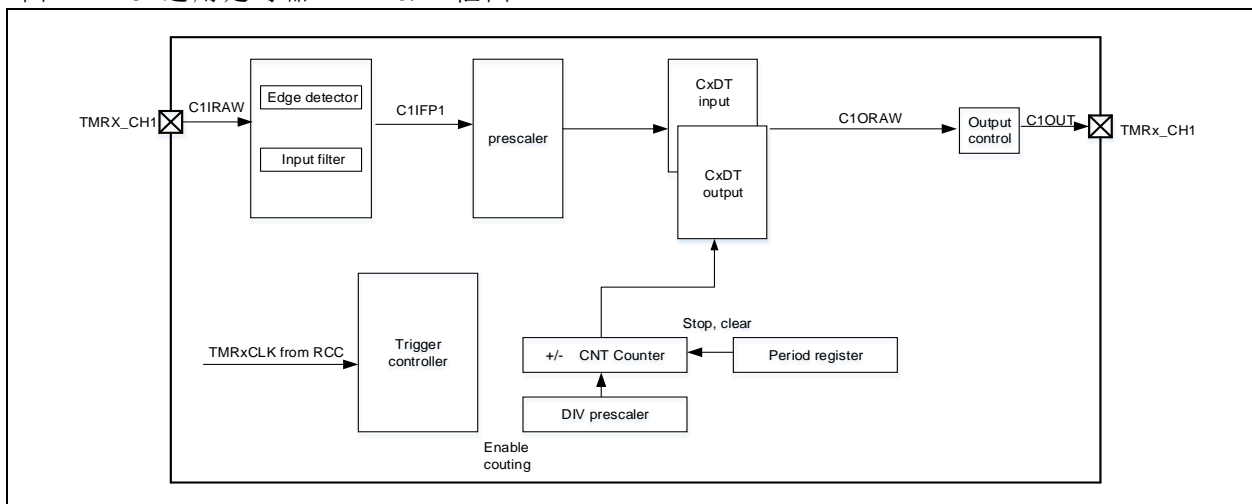 TMRX_CH1
C1IRAW
Edge detector
Input filter
C1IFP1
prescaler
CxDT
input
CxDT
output
C1ORAW
Output
control
C1OUT
TMRx_CH1
TMRxCLK from RCC
Trigger
controller
Stop, clear
+/- CNT Counter
Period register
DIV prescaler
Enable
couting